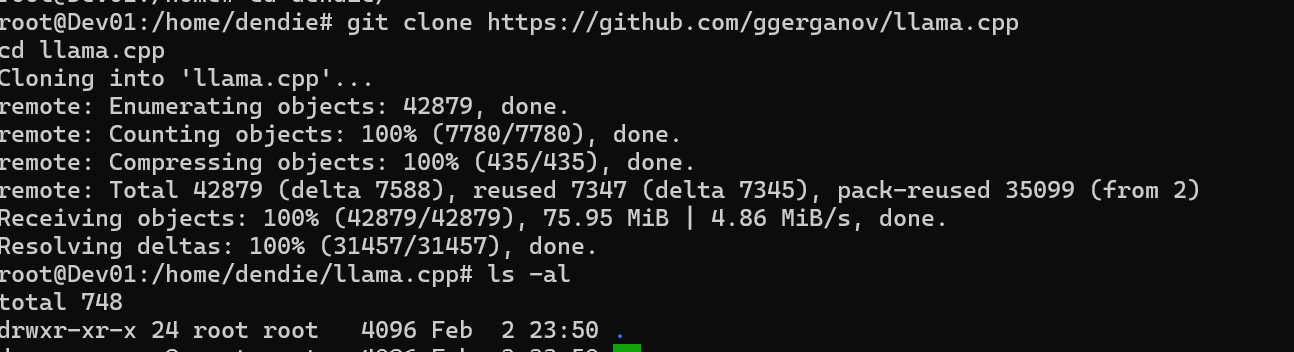 root@Dev01:/home/dendie# git clone https://github.com/ggerganov/llama.cpp
cd llama.cpp
Cloning into 'llama.cpp'...
remote: Enumerating objects: 42879, done.
remote: Counting objects: 100% (7780/7780), done.
remote: Compressing objects: 100% (435/435), done.
remote: Total 42879 (delta 7588), reused 7347 (delta 7345), pack-reused 35099 (from 2)
Receiving objects: 100% (42879/42879), 75.95 MiB | 4.86 MiB/s, done.
Resolving deltas: 100% (31457/31457), done.
root@Dev01:/home/dendie/llama.cpp# ls -al
total 748
drwxr-xr-x 24 root root   4096 Feb  2 23:50 .